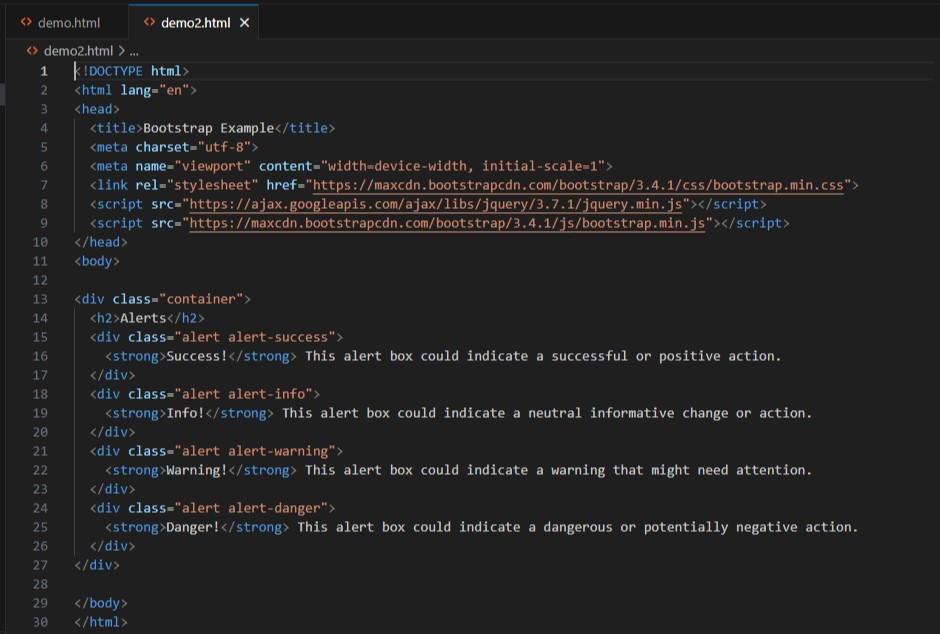 demo.html
demo2.html
demo2.html > ...
1 <!DOCTYPE html>
2 <html lang="en">
3 <head>
4   <title>Bootstrap Example</title>
5   <meta charset="utf-8">
6   <meta name="viewport" content="width=device-width, initial-scale=1">
7   <link rel="stylesheet" href="https://maxcdn.bootstrapcdn.com/bootstrap/3.4.1/css/bootstrap.min.css">
8   <script src="https://ajax.googleapis.com/ajax/libs/jquery/3.7.1/jquery.min.js"></script>
9   <script src="https://maxcdn.bootstrapcdn.com/bootstrap/3.4.1/js/bootstrap.min.js"></script>
10 </head>
11 <body>
12
13 <div class="container">
14   <h2>Alerts</h2>
15   <div class="alert alert-success">
16     <strong>Success!</strong> This alert box could indicate a successful or positive action.
17   </div>
18   <div class="alert alert-info">
19     <strong>Info!</strong> This alert box could indicate a neutral informative change or action.
20   </div>
21   <div class="alert alert-warning">
22     <strong>Warning!</strong> This alert box could indicate a warning that might need attention.
23   </div>
24   <div class="alert alert-danger">
25     <strong>Danger!</strong> This alert box could indicate a dangerous or potentially negative action.
26   </div>
27 </div>
28
29 </body>
30 </html>